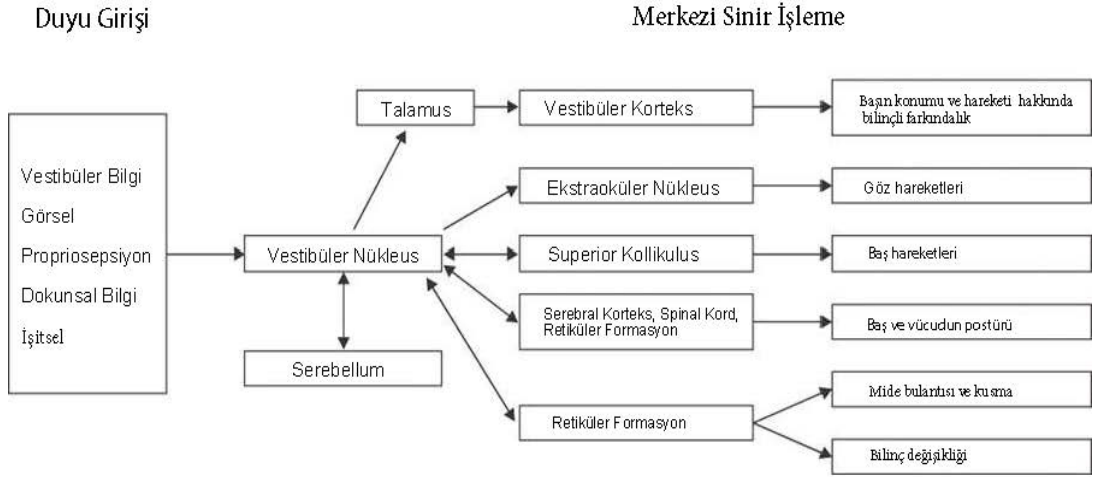 Duyu Girişi
Merkezi Sinir İşleme
Vestibüler Bilgi
Görsel
Propriosepsiyon
Dokunsal Bilgi
İşitsel
Vestibüler Nükleus
Serebellum
Talamus
Vestibüler Korteks
Başın konumu ve hareketi hakkında
bilinçli farkındalık
Ekstraoküler Nükleus
Göz hareketleri
Superior Kollikulus
Baş hareketleri
Serebral Korteks, Spinal Kord,
Retiküler Formasyon
Baş ve vücudun postürü
Retiküler Formasyon
Mide bulantısı ve kusma
Bilinç değişikliği